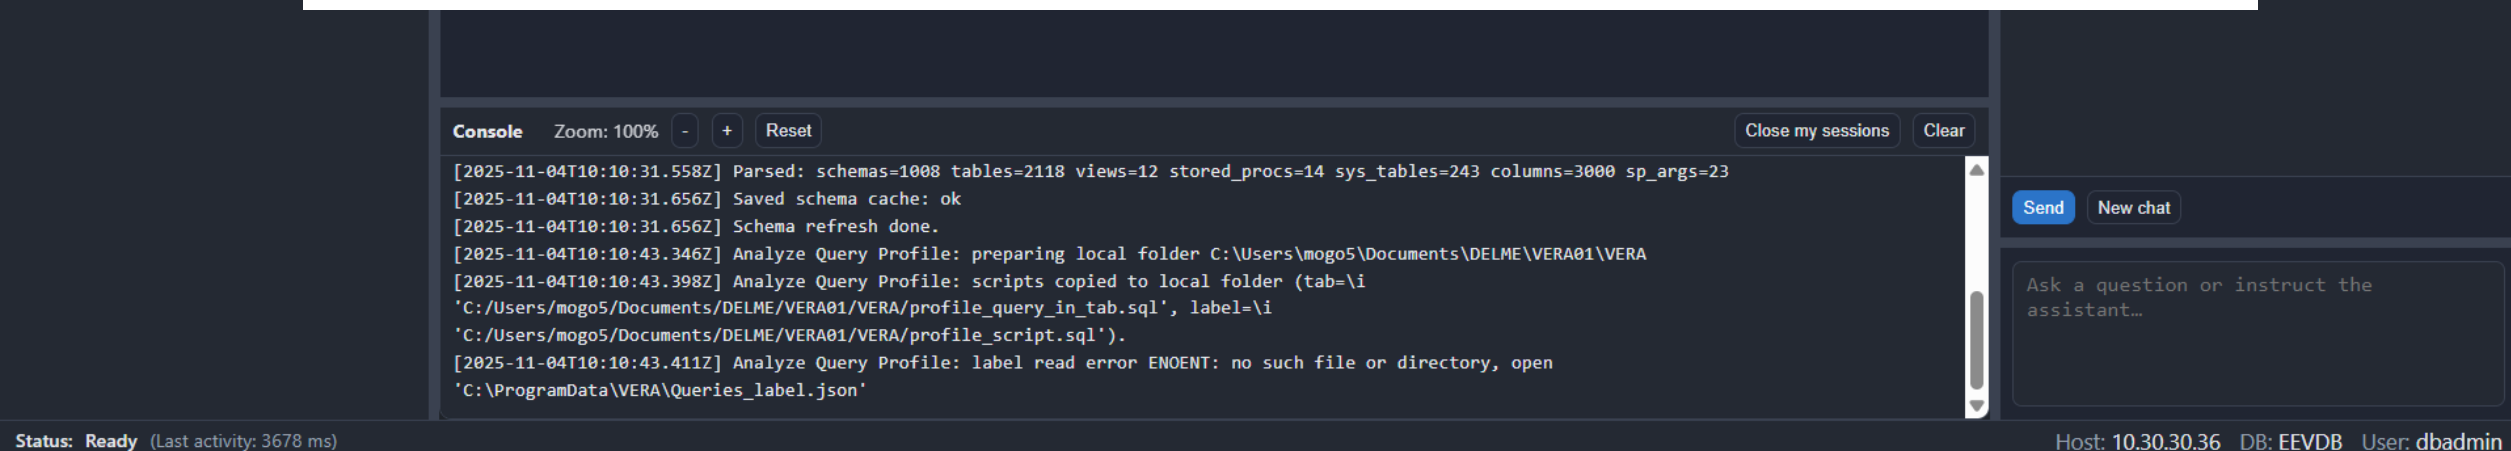 Console Zoom: 100% - + Reset Close my sessions Clear
[2025-11-04T10:10:31.558Z] Parsed: schemas=1008 tables=2118 views=12 stored_procs=14 sys_tables=243 columns=3000 sp_args=23
[2025-11-04T10:10:31.656Z] Saved schema cache: ok
[2025-11-04T10:10:31.656Z] Schema refresh done.
[2025-11-04T10:10:43.346Z] Analyze Query Profile: preparing local folder C:\Users\mogo5\Documents\DELME\VERA01\VERA
[2025-11-04T10:10:43.398Z] Analyze Query Profile: scripts copied to local folder (tab=\i
'C:/Users/mogo5/Documents/DELME/VERA01/VERA/profile_query_in_tab.sql', label=\i
'C:/Users/mogo5/Documents/DELME/VERA01/VERA/profile_script.sql').
[2025-11-04T10:10:43.411Z] Analyze Query Profile: label read error ENOENT: no such file or directory, open
'C:\ProgramData\VERA\Queries_label.json'
Send New chat
Ask a question or instruct the
assistant…
Status: Ready (Last activity: 3678 ms) Host: 10.30.30.36 DB: EEVDB User: dbadmin